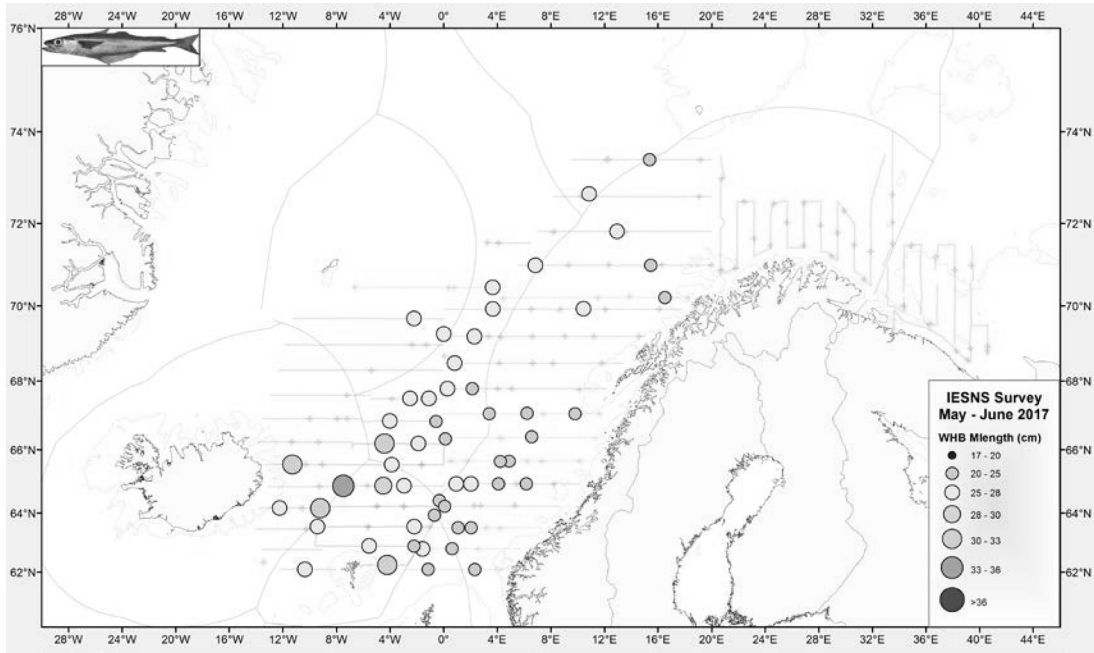 28°W 24°W 20°W 16°W 12°W 8°W 4°W 0° 4°E 8°E 12°E 16°E 20°E 24°E 28°E 32°E 36°E 40°E 44°E
76°N
74°N 74°N
72°N 72°N
70°N 70°N
68°N 68°N
IESNS Survey
May - June 2017
WHB Mlength (cm)
17 - 20
20 - 25
25 - 28
28 - 30
30 - 33
33 - 36
>36
66°N 66°N
64°N 64°N
62°N 62°N
28°W 24°W 20°W 16°W 12°W 8°W 4°W 0° 4°E 8°E 12°E 16°E 20°E 24°E 28°E 32°E 36°E 40°E 44°E